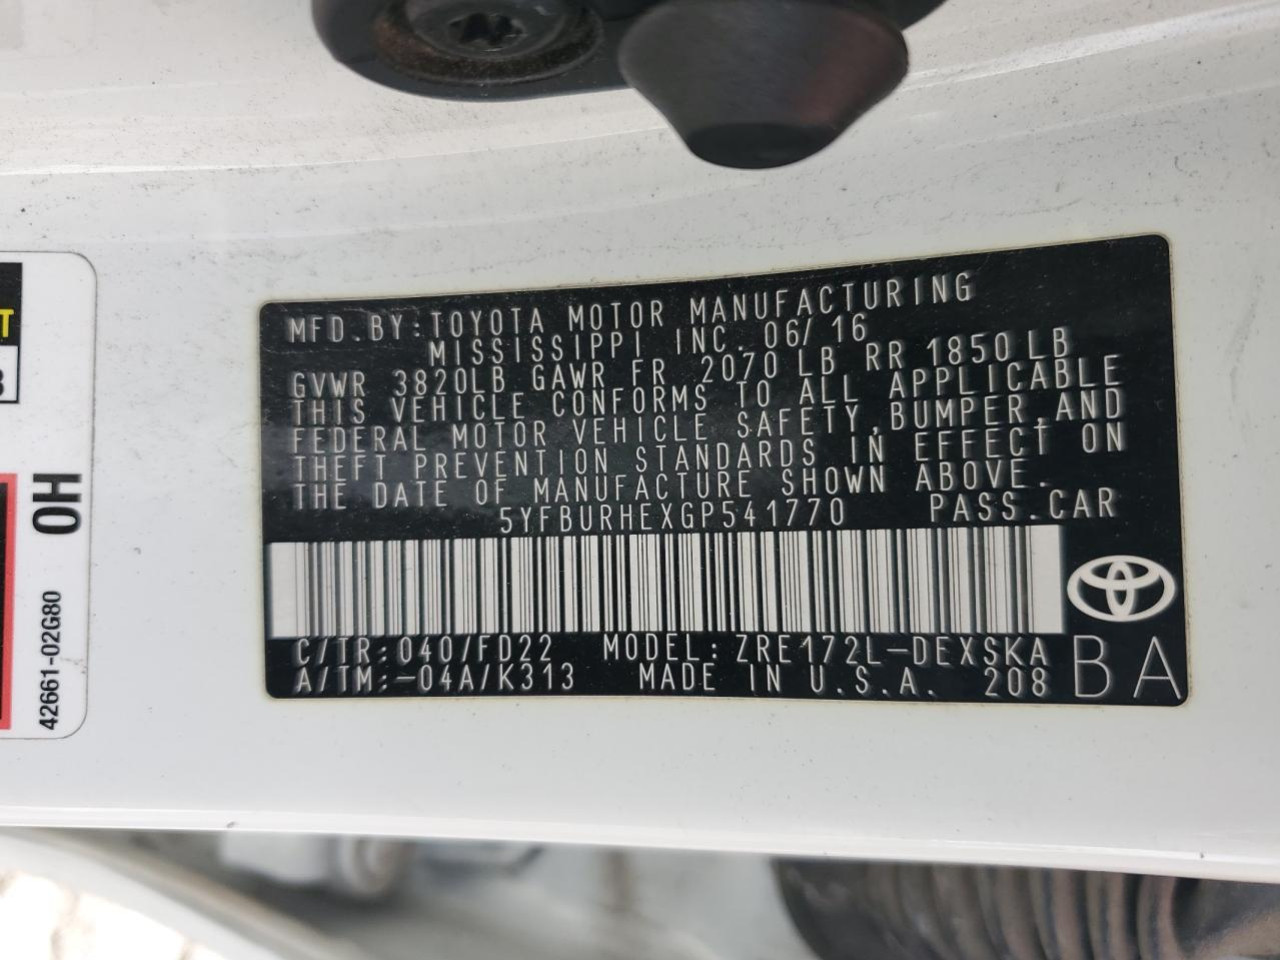 MFD.BY:TOYOTA MOTOR MANUFACTURING
MISSISSIPPI INC. 06/16
GVWR 3820LB GAWR FR 2070 LB RR 1850 LB
THIS VEHICLE CONFORMS TO ALL APPLICABLE
FEDERAL MOTOR VEHICLE SAFETY,BUMPER,AND
THEFT PREVENTION STANDARDS IN EFFECT ON
THE DATE OF MANUFACTURE SHOWN ABOVE.
5YFBURHEXGP541770 PASS.CAR
C/TR:040/FD22 MODEL:ZRE172L-DEXSKA
A/TM:-04A/K313 MADE IN U.S.A. 208
BA
0H
42661-02G80